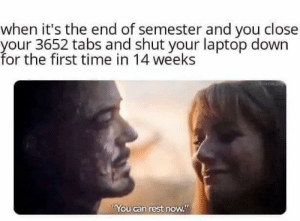 when it's the end of semester and you close
your 3652 tabs and shut your laptop down
for the first time in 14 weeks
"You can rest now."